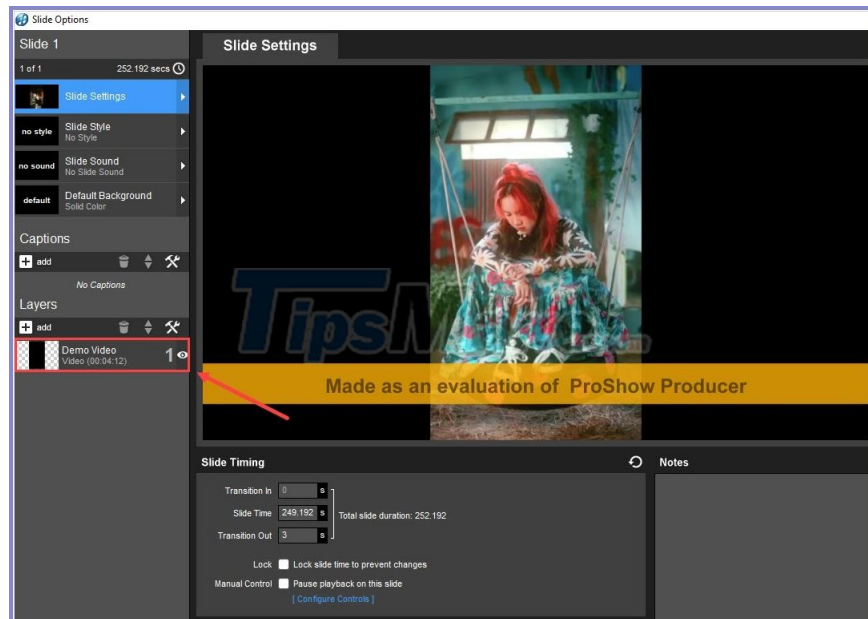 Slide Options
Slide 1
1 of 1 252.192 secs
Slide Settings
no style Slide Style
No Style
no sound Slide Sound
No Slide Sound
default Default Background
Solid Color
Captions
add
No Captions
Layers
add
Demo Video
Video (00:04:12) 1
Slide Settings
Made as an evaluation of ProShow Producer
Slide Timing
Transition In 0 s
Slide Time 249.192 s Total slide duration: 252.192
Transition Out 3 s
Lock Lock slide time to prevent changes
Manual Control Pause playback on this slide
[ Configure Controls ]
Notes